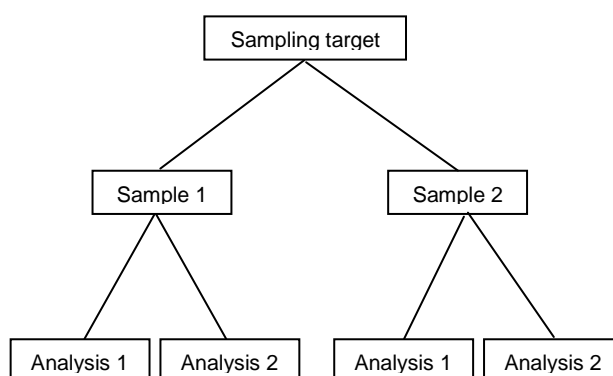 Sampling target
Sample 1 Sample 2
Analysis 1 Analysis 2 Analysis 1 Analysis 2